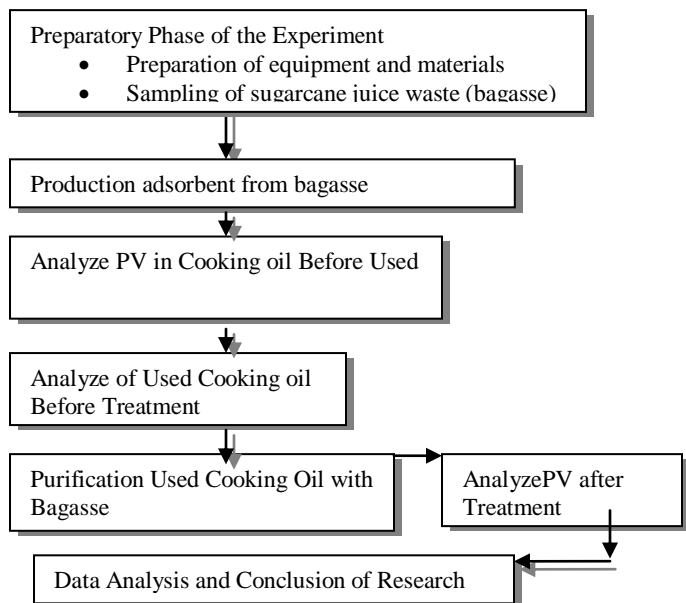 Preparatory Phase of the Experiment
• Preparation of equipment and materials
• Sampling of sugarcane juice waste (bagasse)
Production adsorbent from bagasse
Analyze PV in Cooking oil Before Used
Analyze of Used Cooking oil
Before Treatment
Purification Used Cooking Oil with
Bagasse
AnalyzePV after
Treatment
Data Analysis and Conclusion of Research